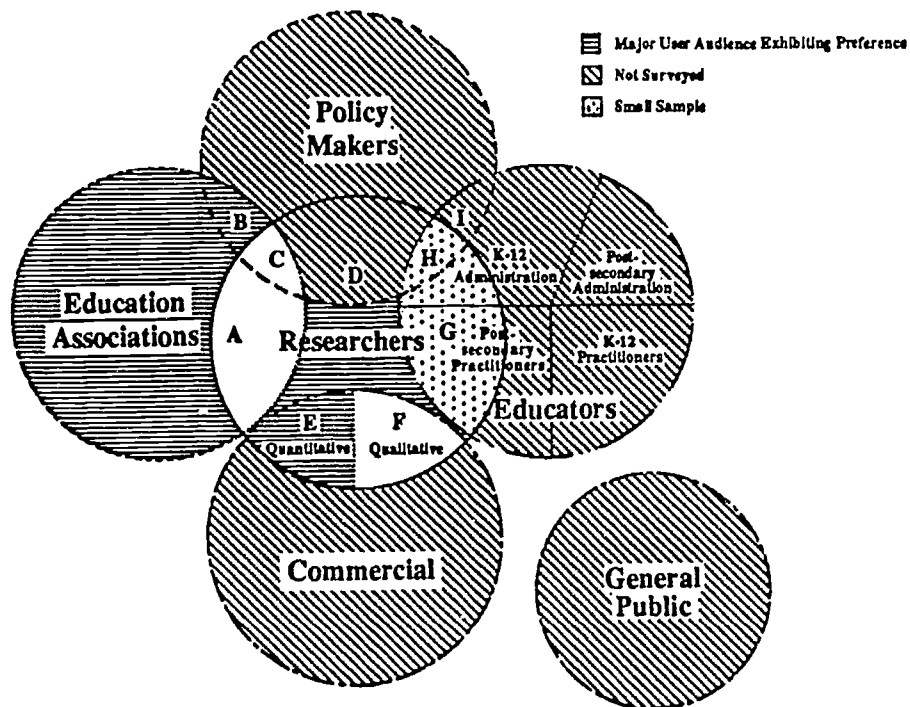 Major User Audience Exhibiting Preference
Not Surveyed
Small Sample
Policy
Makers
B
I
C
H
K-12
Administration
Post-
secondary
Administration
D
Education
Associations
A
Researchers
G
Post
secondary
Practitioners
K-12
Practitioners
Educators
E
Quantitative
F
Qualitative
Commercial
General
Public